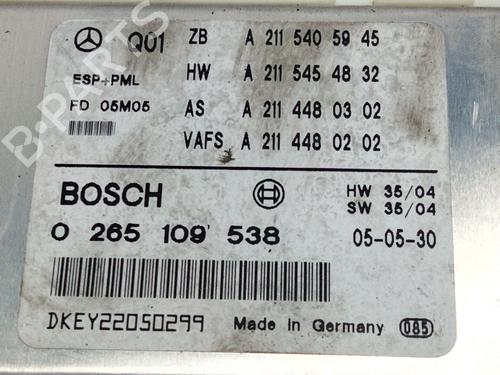 Q01 ZB A 211 540 59 45
ESP+PML HW A 211 545 48 32
FD 05M05 AS A 211 448 03 02
VAFS A 211 448 02 02
BOSCH HW 35/04
SW 35/04
0 265 109 538 05-05-30
DKEY22050299 Made in Germany 085
B-PARTS